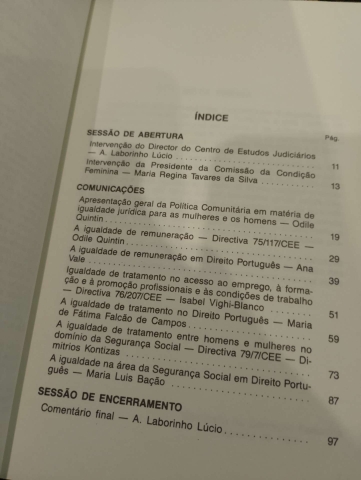 ÍNDICE
Pág.
SESSÃO DE ABERTURA
Intervenção do Director do Centro de Estudos Judiciários
— A. Laborinho Lúcio . . . . . . . . . . . . . . . . . . . . . . 11
Intervenção da Presidente da Comissão da Condição
Feminina — Maria Regina Tavares da Silva . . . . . . . . . . 13
COMUNICAÇÕES
Apresentação geral da Política Comunitária em matéria de
igualdade jurídica para as mulheres e os homens — Odile
Quintin . . . . . . . . . . . . . . . . . . . . . . . . . . . . 19
A igualdade de remuneração — Directiva 75/117/CEE —
Odile Quintin . . . . . . . . . . . . . . . . . . . . . . . . . 29
A igualdade de remuneração em Direito Português — Ana
Vale . . . . . . . . . . . . . . . . . . . . . . . . . . . . . . 39
Igualdade de tratamento no acesso ao emprego, à forma-
ção e à promoção profissionais e às condições de trabalho
— Directiva 76/207/CEE — Isabel Vighi-Blanco . . . . . . . 51
A igualdade de tratamento no Direito Português — Maria
de Fátima Falcão de Campos . . . . . . . . . . . . . . . . . 59
A igualdade de tratamento entre homens e mulheres no
domínio da Segurança Social — Directiva 79/7/CEE — Di-
mitrios Kontizas . . . . . . . . . . . . . . . . . . . . . . . 73
A igualdade na área da Segurança Social em Direito Portu-
guês — Maria Luis Bação . . . . . . . . . . . . . . . . . . . 87
SESSÃO DE ENCERRAMENTO
Comentário final — A. Laborinho Lúcio . . . . . . . . . . . . 97